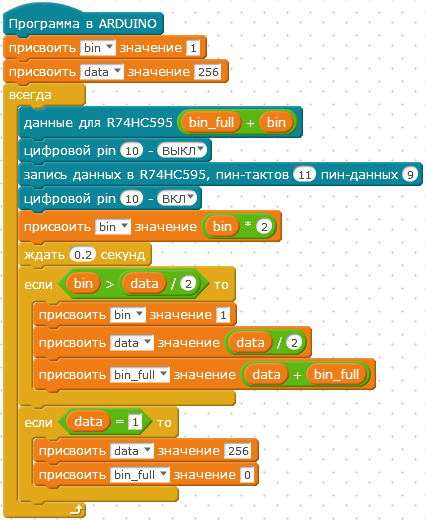 Программа в ARDUINO
присвоить bin значение 1
присвоить data значение 256
всегда
данные для R74HC595 bin_full + bin
цифровой pin 10 - ВЫКЛ
запись данных в R74HC595, пин-тактов 11 пин-данных 9
цифровой pin 10 - ВКЛ
присвоить bin значение bin * 2
ждать 0.2 секунд
если bin > data / 2 то
присвоить bin значение 1
присвоить data значение data / 2
присвоить bin_full значение data + bin_full
если data = 1 то
присвоить data значение 256
присвоить bin_full значение 0